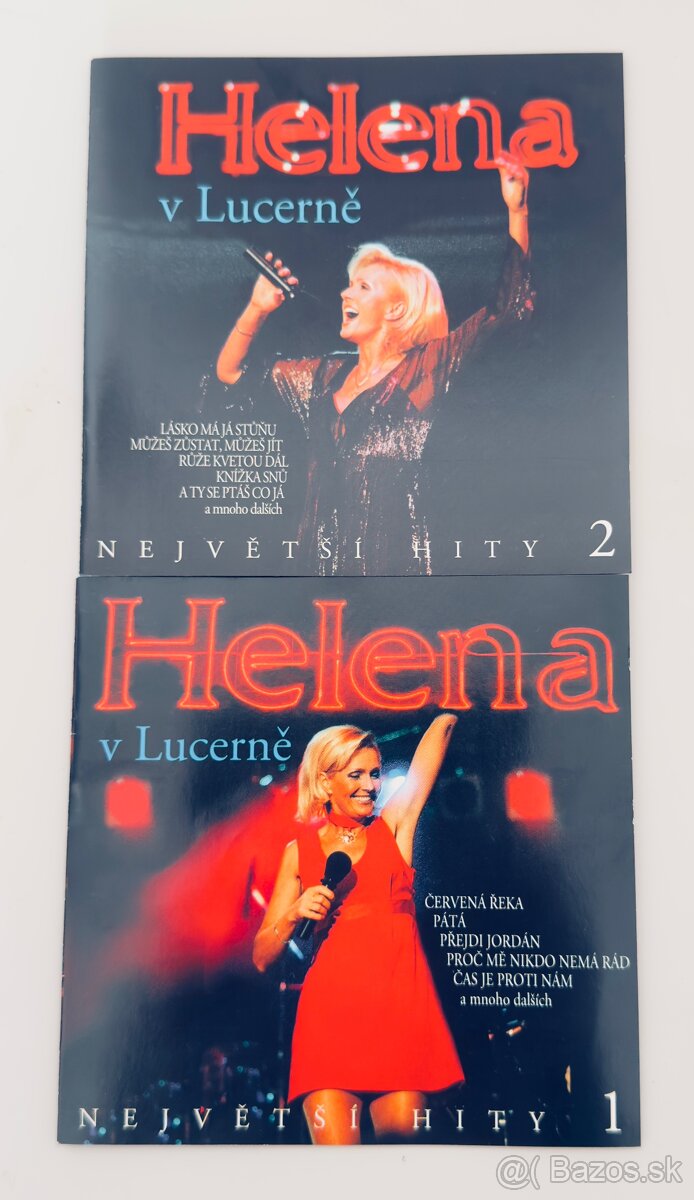 Helena
v Lucerně
LÁSKO MÁ JÁ STŮŇU
MŮŽEŠ ZŮSTAT, MŮŽEŠ JÍT
RŮŽE KVETOU DÁL
KNÍŽKA SNŮ
A TY SE PTÁŠ CO JÁ
a mnoho dalších
NEJVĚTŠÍ HITY 2
Helena
v Lucerně
ČERVENÁ ŘEKA
PÁTÁ
PŘEJDI JORDÁN
PROČ MĚ NIKDO NEMÁ RÁD
ČAS JE PROTI NÁM
a mnoho dalších
NEJVĚTŠÍ HITY 1
@( Bazos.sk